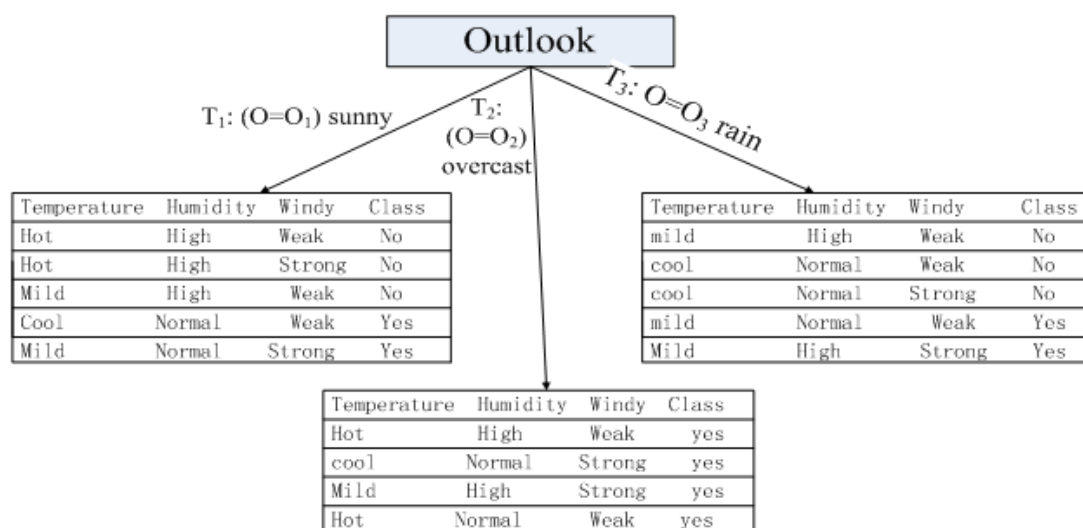 Outlook
T1: (O=O1) sunny
T2:
(O=O2)
overcast
T3: O=O3 rain
Temperature Humidity Windy Class
Hot High Weak No
Hot High Strong No
Mild High Weak No
Cool Normal Weak Yes
Mild Normal Strong Yes
Temperature Humidity Windy Class
mild High Weak No
cool Normal Weak No
cool Normal Strong No
mild Normal Weak Yes
Mild High Strong Yes
Temperature Humidity Windy Class
Hot High Weak yes
cool Normal Strong yes
Mild High Strong yes
Hot Normal Weak yes